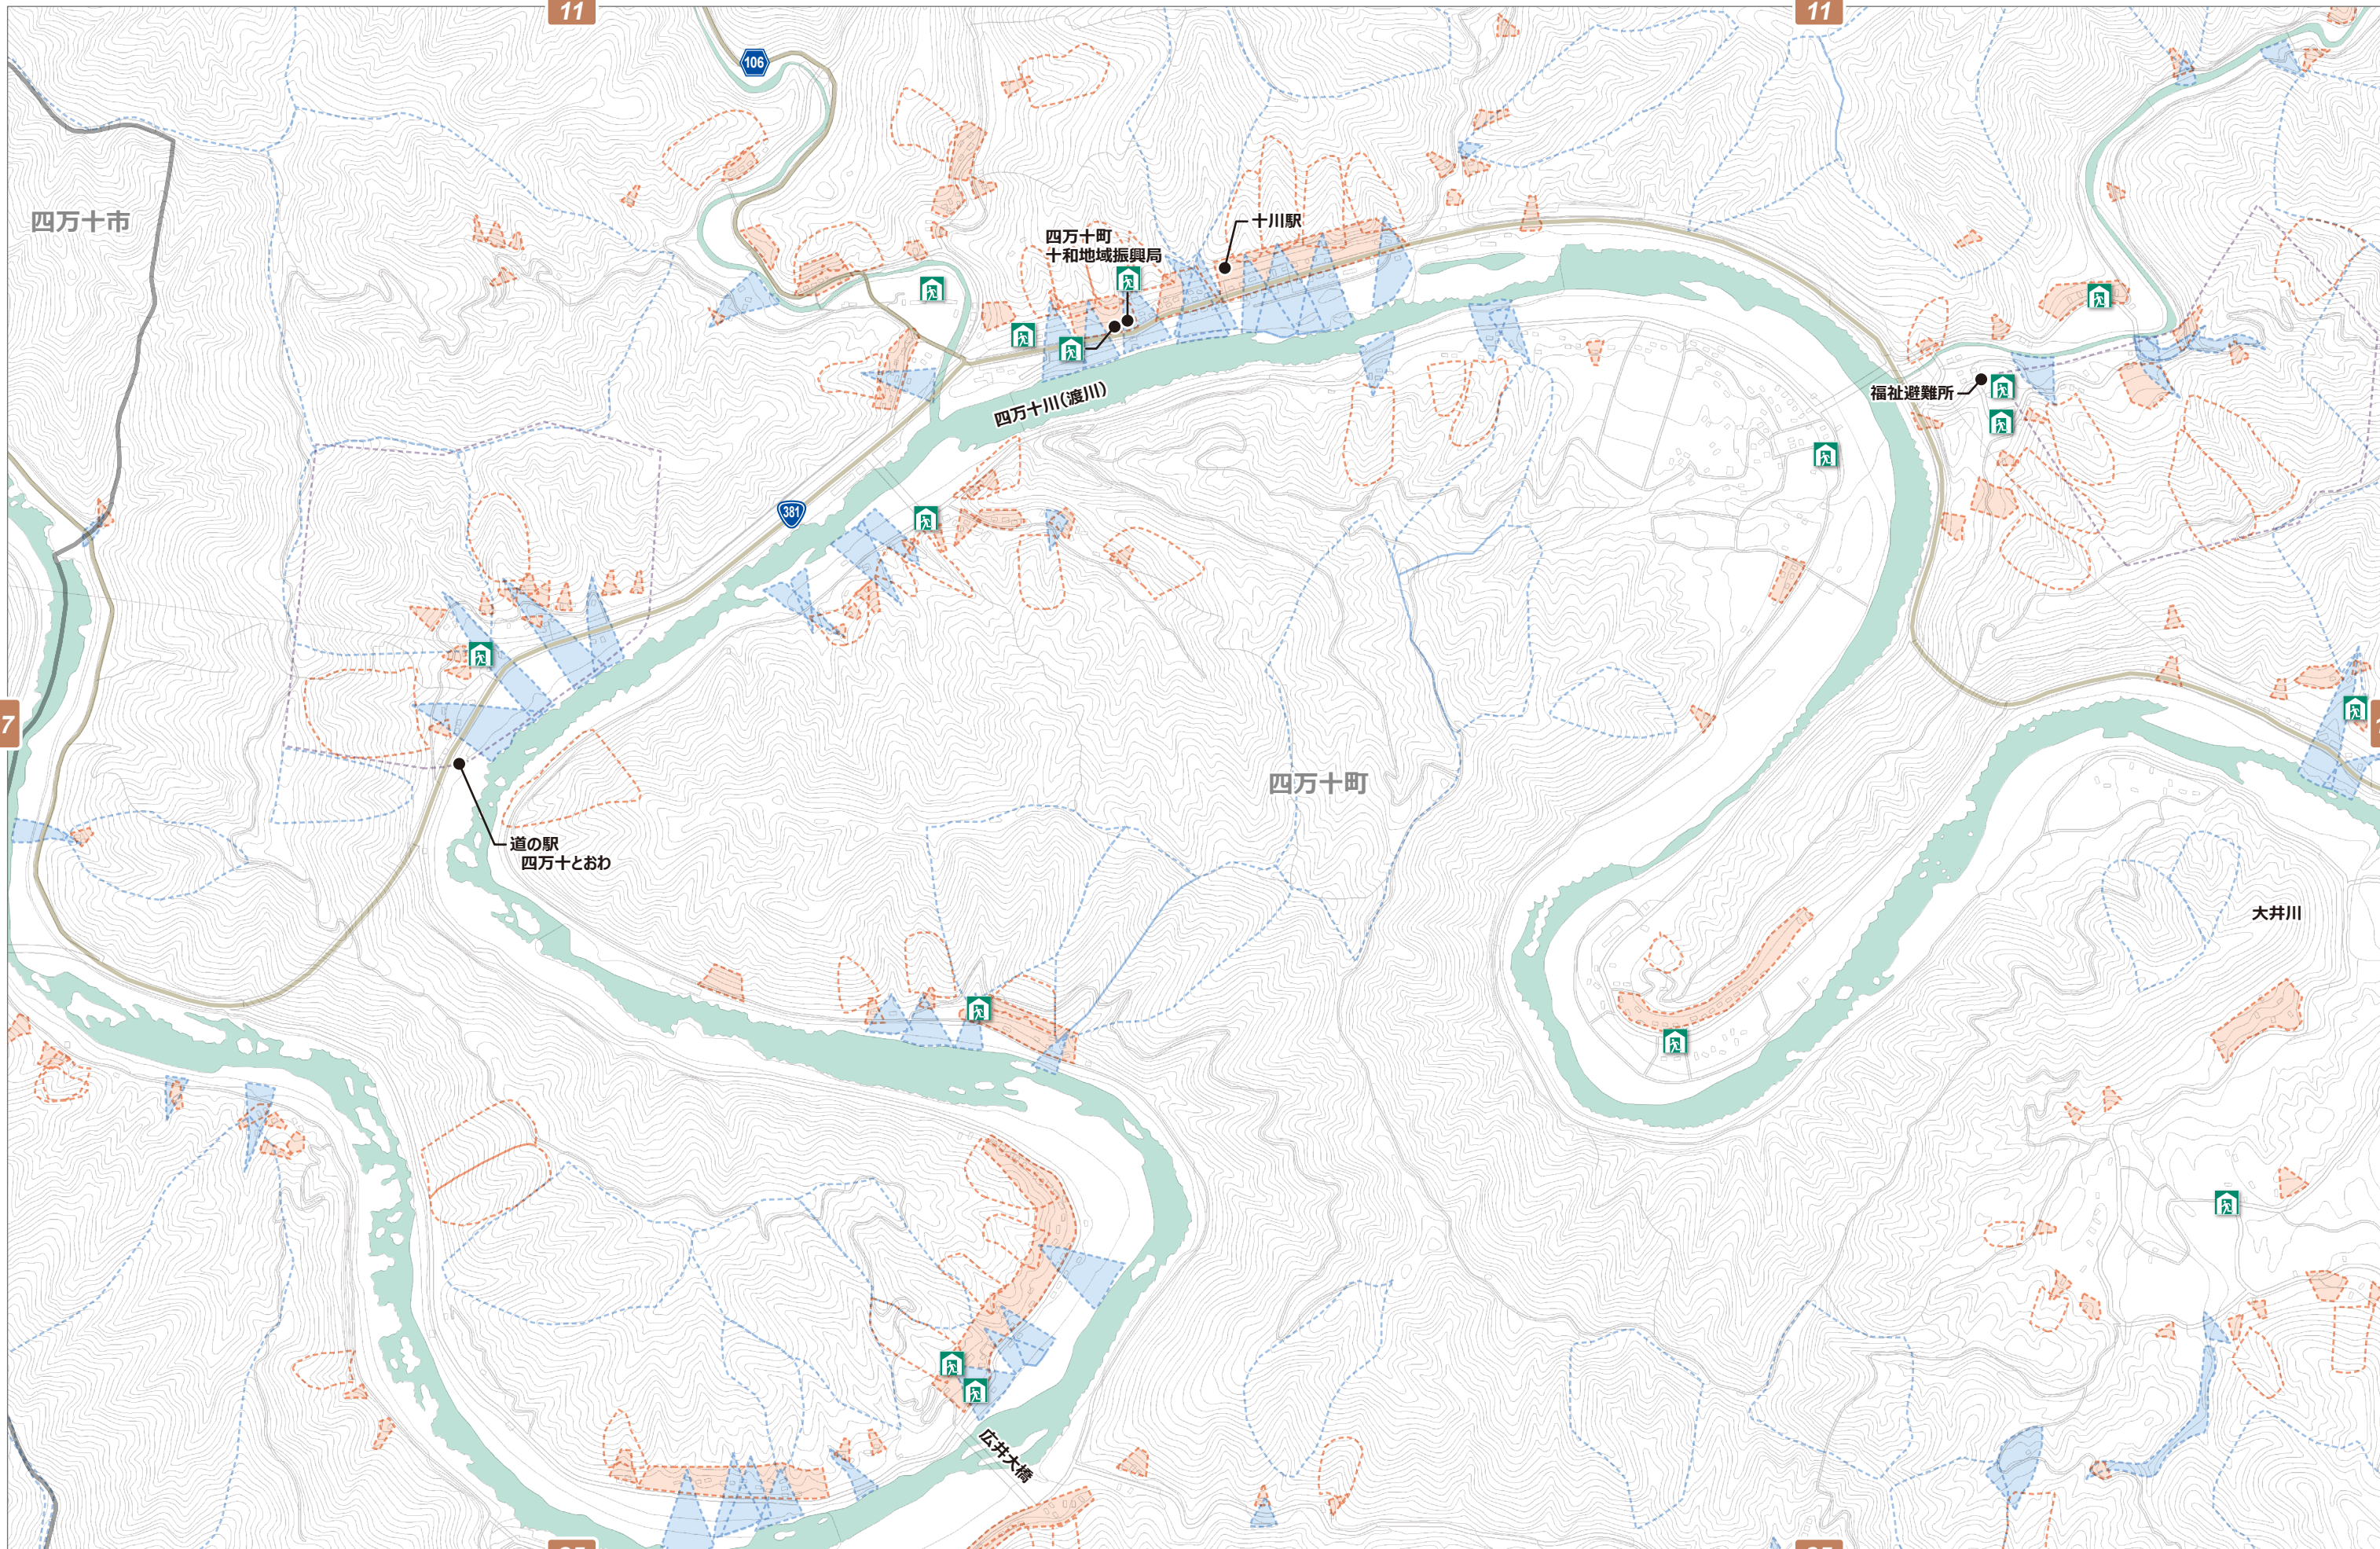 11
11
106
四万十市
十川駅
四万十町
十和地域振興局
福祉避難所
四万十川(渡川)
381
7
四万十町
道の駅
四万十とおわ
大井川
広井大橋